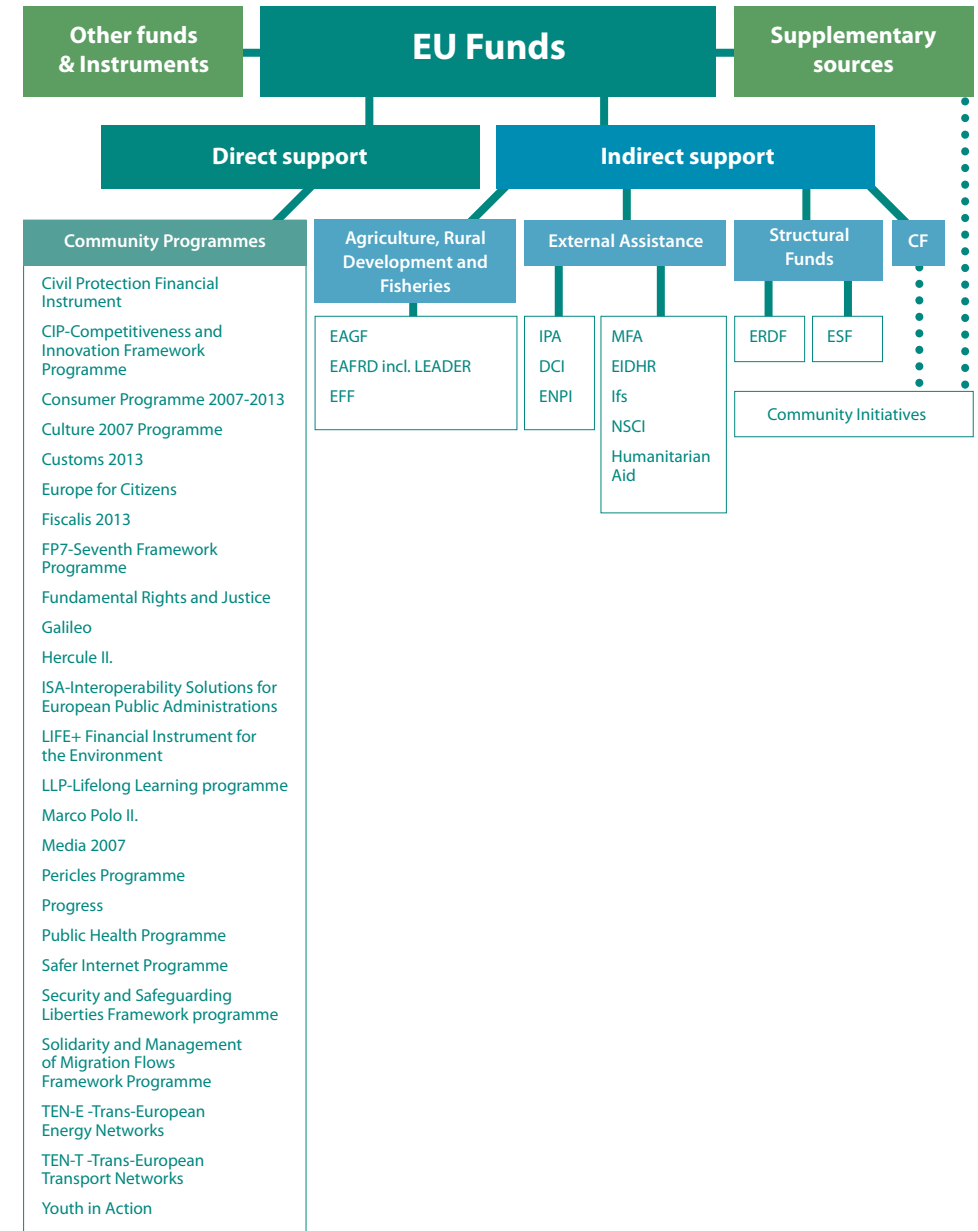 Other funds
& Instruments
EU Funds
Supplementary
sources
Direct support
Indirect support
Community Programmes
Civil Protection Financial
Instrument
CIP-Competitiveness and
Innovation Framework
Programme
Consumer Programme 2007-2013
Culture 2007 Programme
Customs 2013
Europe for Citizens
Fiscalis 2013
FP7-Seventh Framework
Programme
Fundamental Rights and Justice
Galileo
Hercule II.
ISA-Interoperability Solutions for
European Public Administrations
LIFE+ Financial Instrument for
the Environment
LLP-Lifelong Learning programme
Marco Polo II.
Media 2007
Pericles Programme
Progress
Public Health Programme
Safer Internet Programme
Security and Safeguarding
Liberties Framework programme
Solidarity and Management
of Migration Flows
Framework Programme
TEN-E -Trans-European
Energy Networks
TEN-T -Trans-European
Transport Networks
Youth in Action
Agriculture, Rural
Development and
Fisheries
EAGF
EAFRD incl. LEADER
EFF
External Assistance
IPA
DCI
ENPI
MFA
EIDHR
Ifs
NSCI
Humanitarian
Aid
Structural
Funds
ERDF
ESF
CF
Community Initiatives